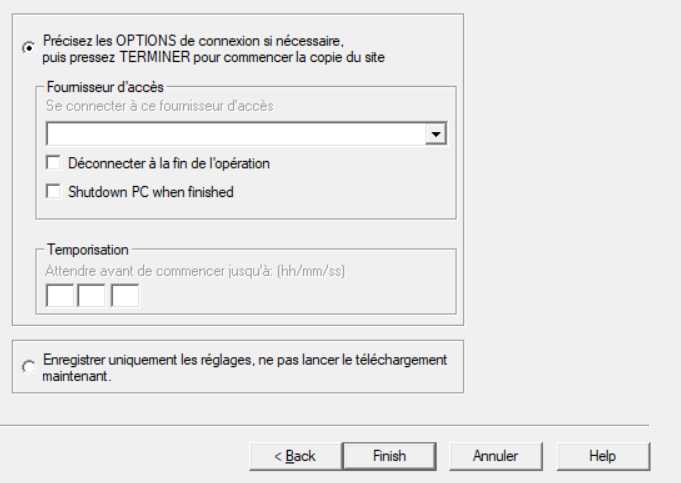 Précisez les OPTIONS de connexion si nécessaire,
puis pressez TERMINER pour commencer la copie du site
Fournisseur d'accès
Se connecter à ce fournisseur d'accès
Déconnecter à la fin de l'opération
Shutdown PC when finished
Temporisation
Attendre avant de commencer jusqu'à: (hh/mm/ss)
Enregistrer uniquement les réglages, ne pas lancer le téléchargement
maintenant.
< Back Finish Annuler Help